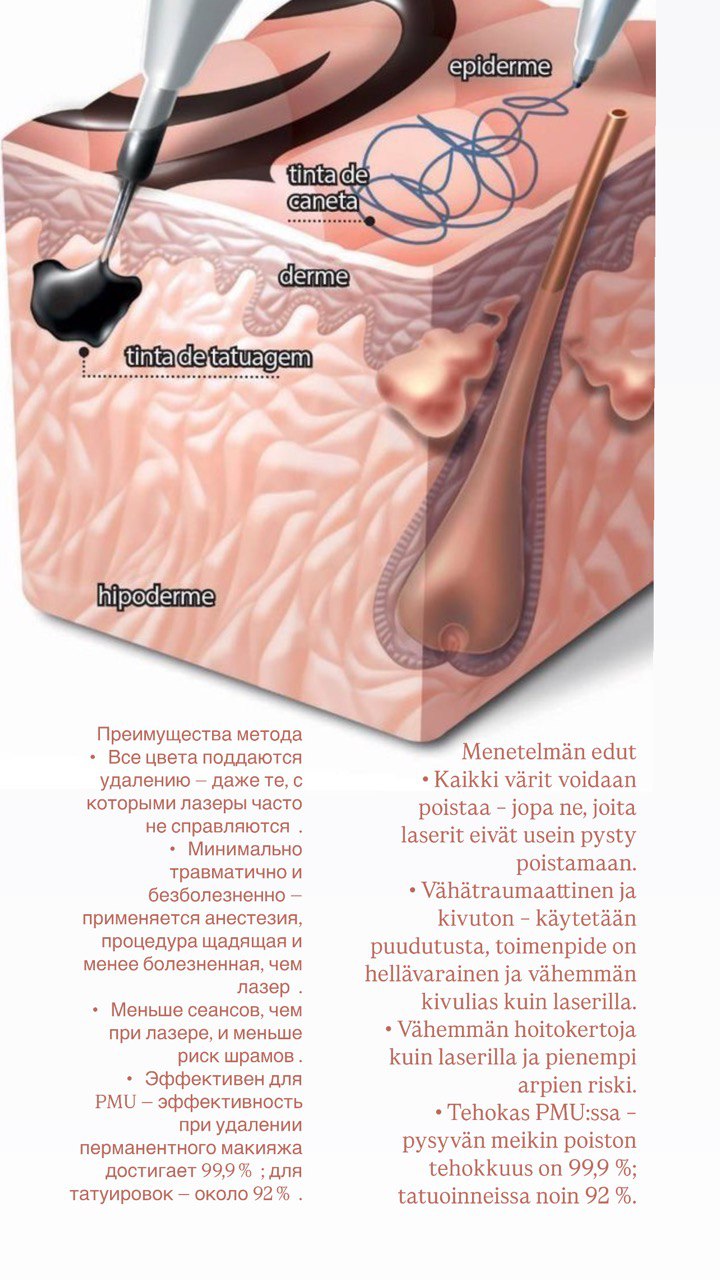 epiderme
tinta de
caneta
derme
tinta de tatuagem
hipoderme
Преимущества метода
• Все цвета поддаются
удалению – даже те, с
которыми лазеры часто
не справляются .
• Минимально
травматично и
безболезненно –
применяется анестезия,
процедура щадящая и
менее болезненная, чем
лазер .
• Меньше сеансов, чем
при лазере, и меньше
риск шрамов .
• Эффективен для
PMU – эффективность
при удалении
перманентного макияжа
достигает 99,9 % ; для
татуировок – около 92 % .
Menetelmän edut
• Kaikki värit voidaan
poistaa – jopa ne, joita
laserit eivät usein pysty
poistamaan.
• Vähätraumaattinen ja
kivuton – käytetään
puudutusta, toimenpide on
hellävarainen ja vähemmän
kivulias kuin laserilla.
• Vähemmän hoitokertoja
kuin laserilla ja pienempi
arpien riski.
• Tehokas PMU:ssa –
pysyvän meikin poiston
tehokkuus on 99,9 %;
tatuoinneissa noin 92 %.